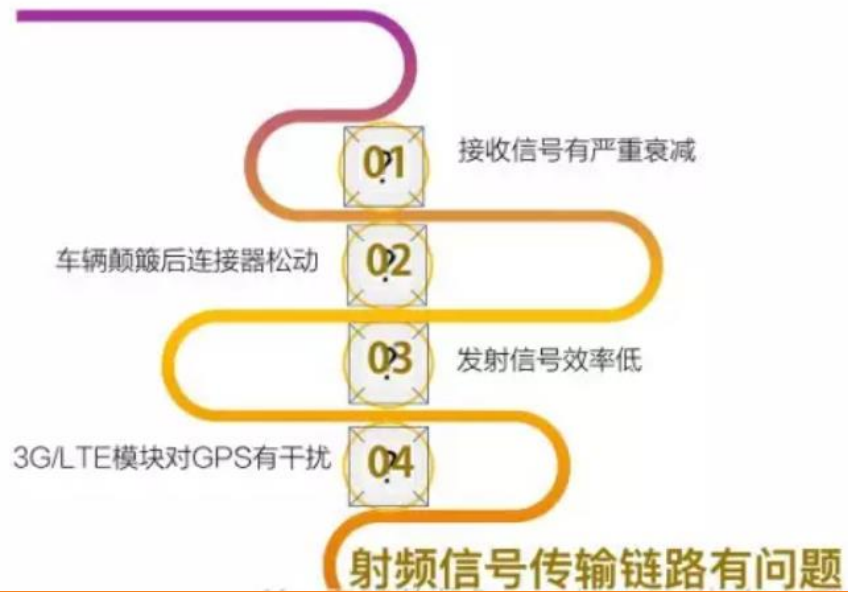 01
接收信号有严重衰减
02
车辆颠簸后连接器松动
03
发射信号效率低
04
3G/LTE模块对GPS有干扰
射频信号传输链路有问题